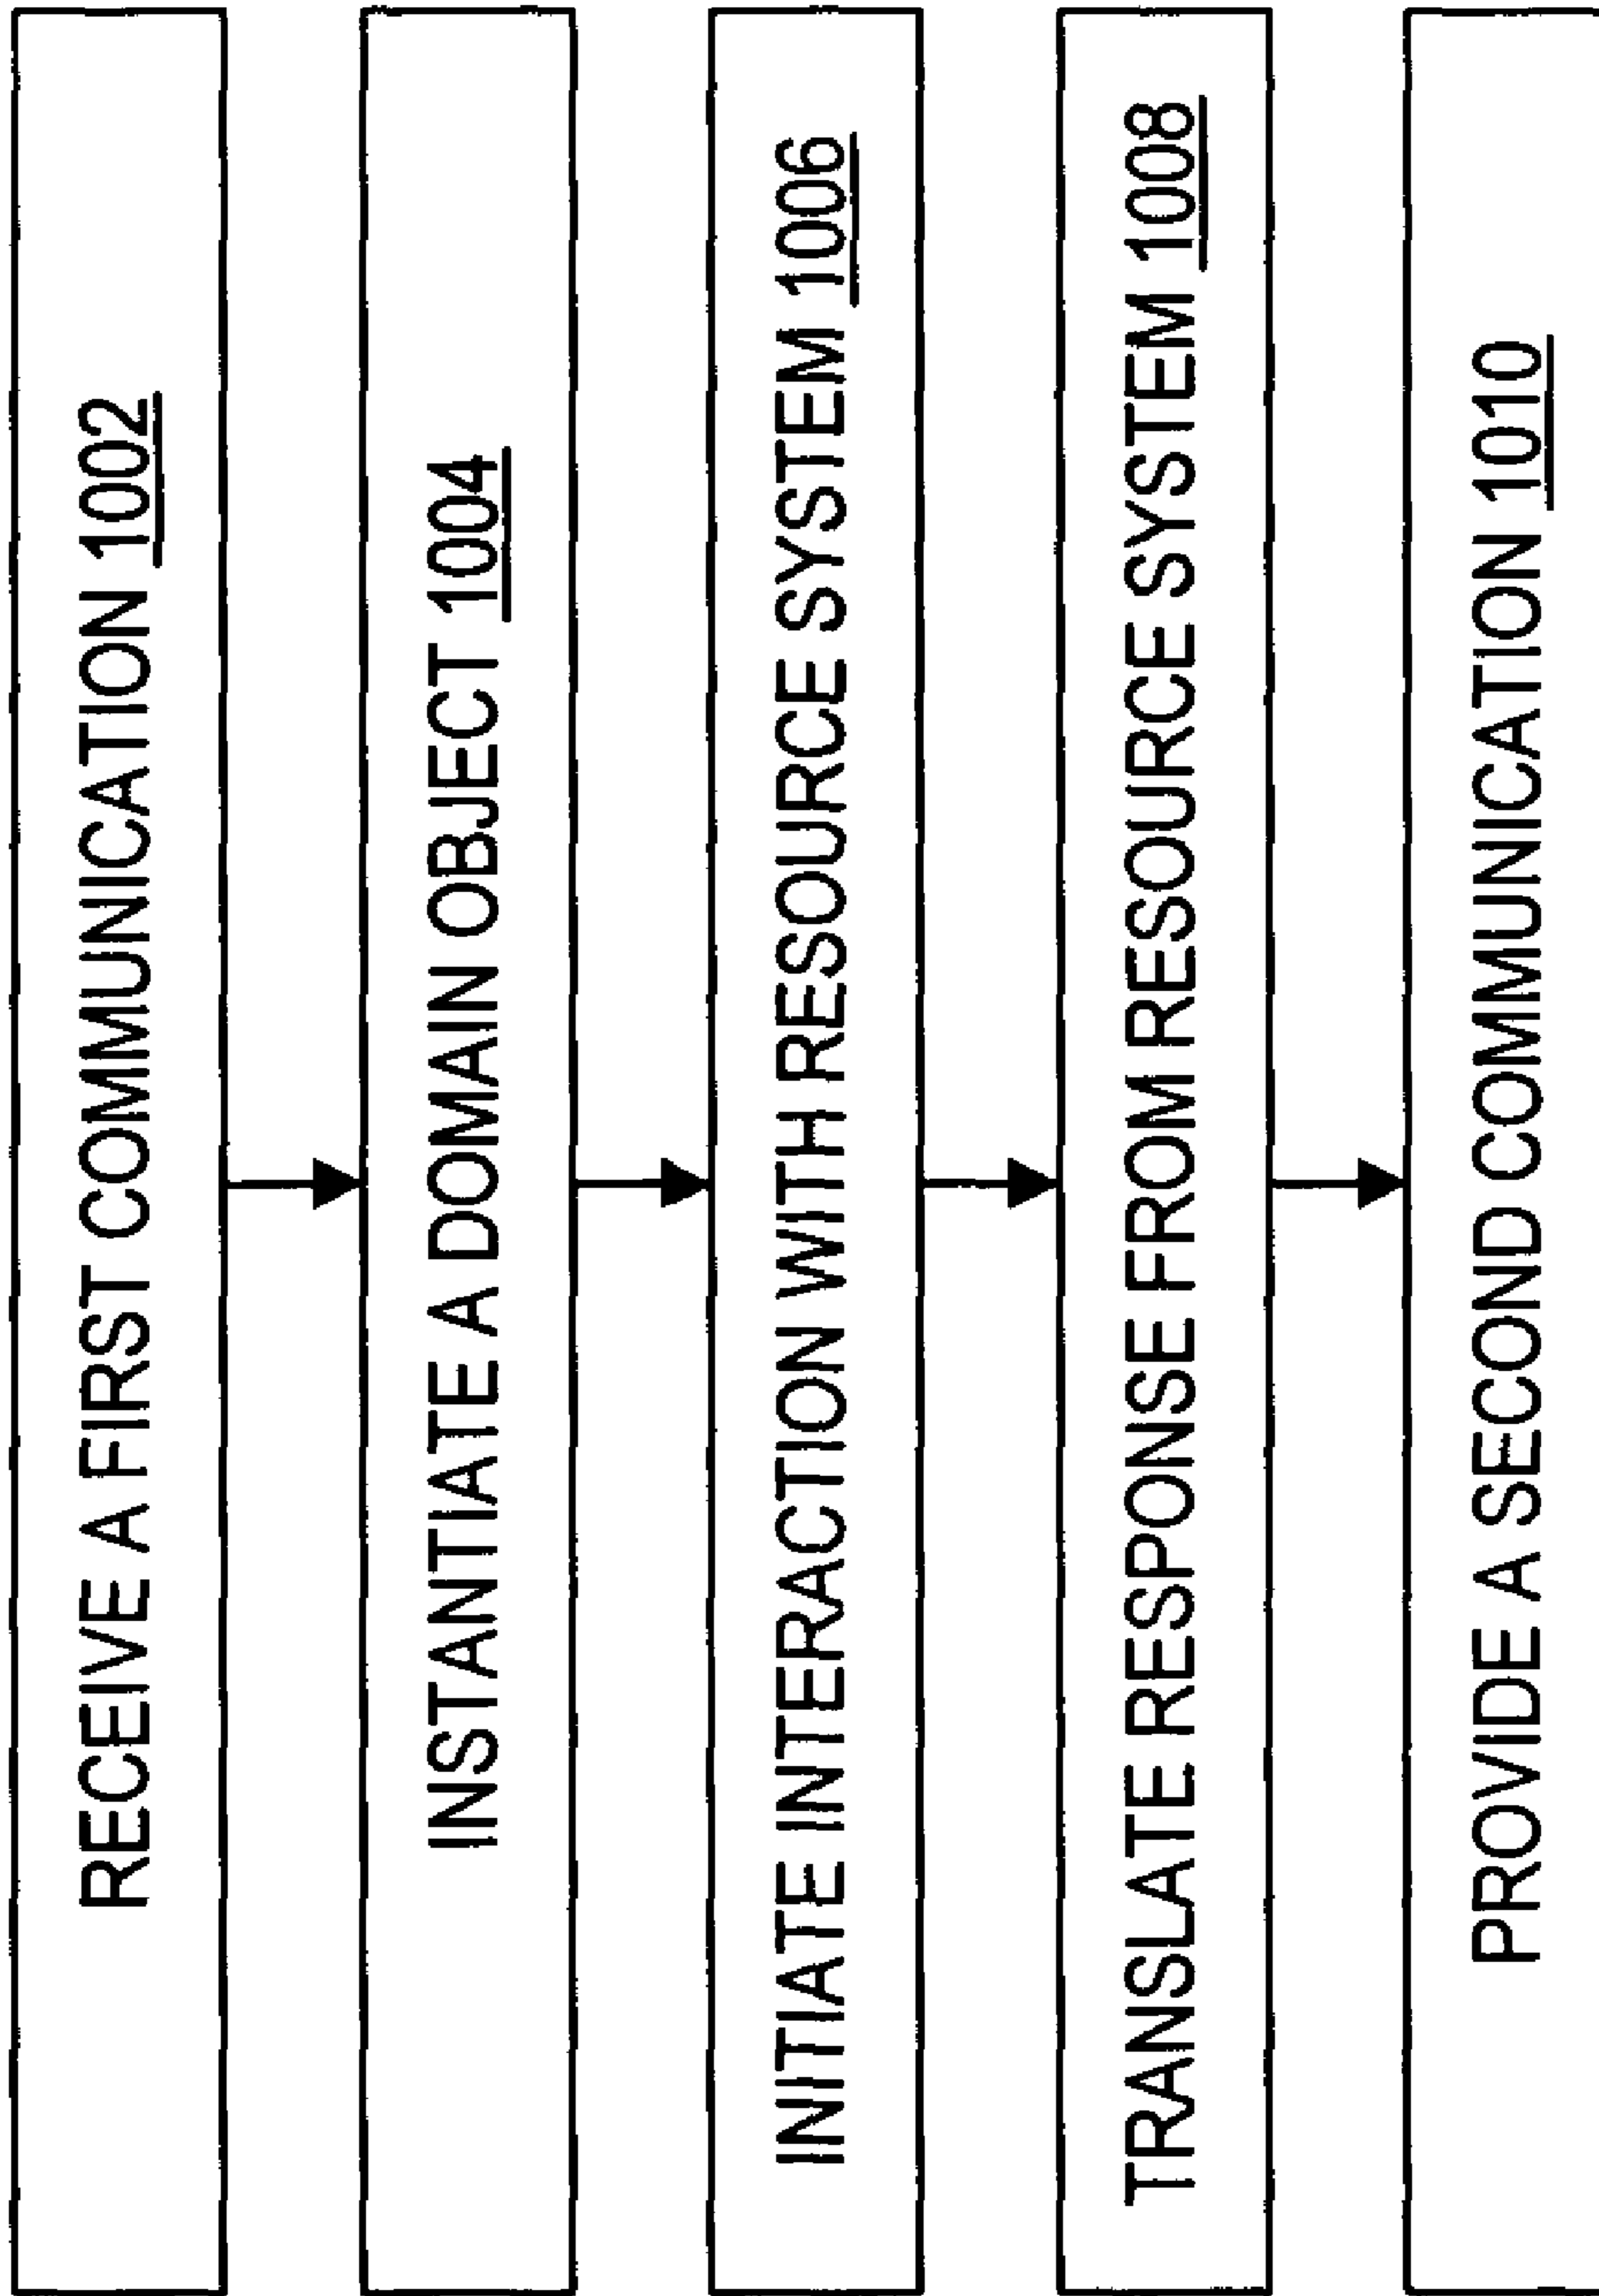 RECEIVE A FIRST COMMUNICATION 1002
INSTANTIATE A DOMAIN OBJECT 1004
INITIATE INTERACTION WITH RESOURCE SYSTEM 1006
TRANSLATE RESPONSE FROM RESOURCE SYSTEM 1008
PROVIDE A SECOND COMMUNICATION 1010